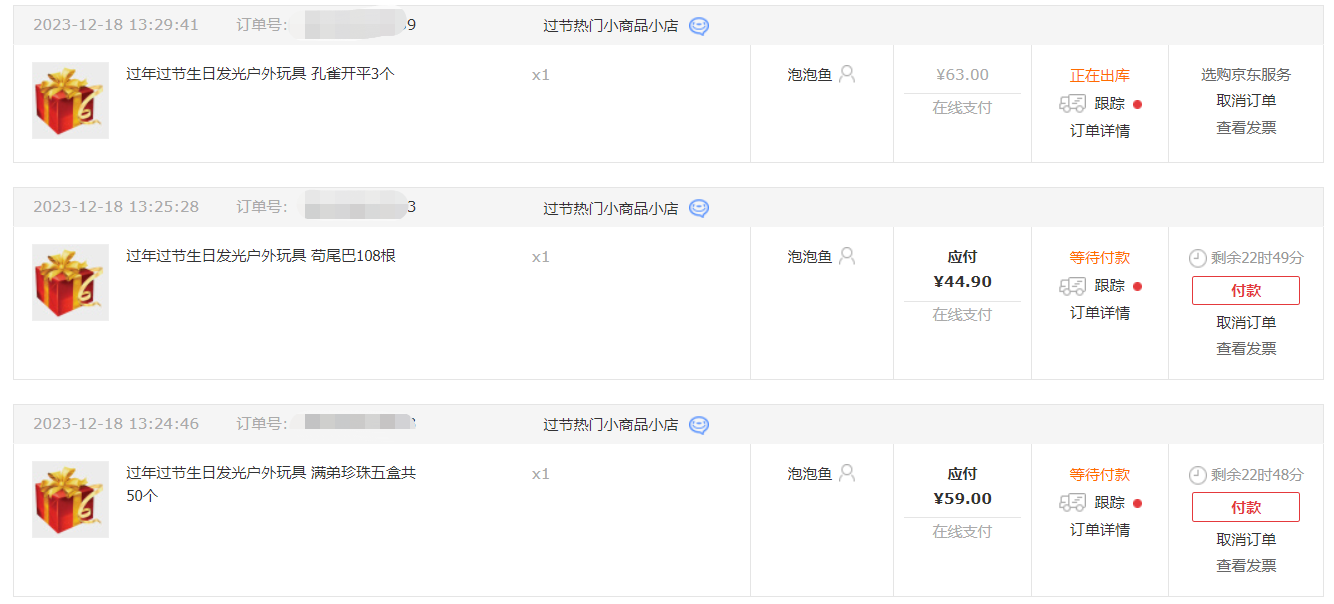 2023-12-18 13:29:41 订单号: 9 过节热门小商品小店
过年过节生日发光户外玩具 孔雀开平3个 x1 泡泡鱼 ¥63.00 正在出库 选购京东服务
在线支付 跟踪 取消订单
订单详情 查看发票
2023-12-18 13:25:28 订单号: 3 过节热门小商品小店
过年过节生日发光户外玩具 苟尾巴108根 x1 泡泡鱼 应付 等待付款 剩余22时49分
¥44.90 跟踪 付款
在线支付 订单详情 取消订单
查看发票
2023-12-18 13:24:46 订单号: 过节热门小商品小店
过年过节生日发光户外玩具 满弟珍珠五盒共 x1 泡泡鱼 应付 等待付款 剩余22时48分
50个 ¥59.00 跟踪 付款
在线支付 订单详情 取消订单
查看发票